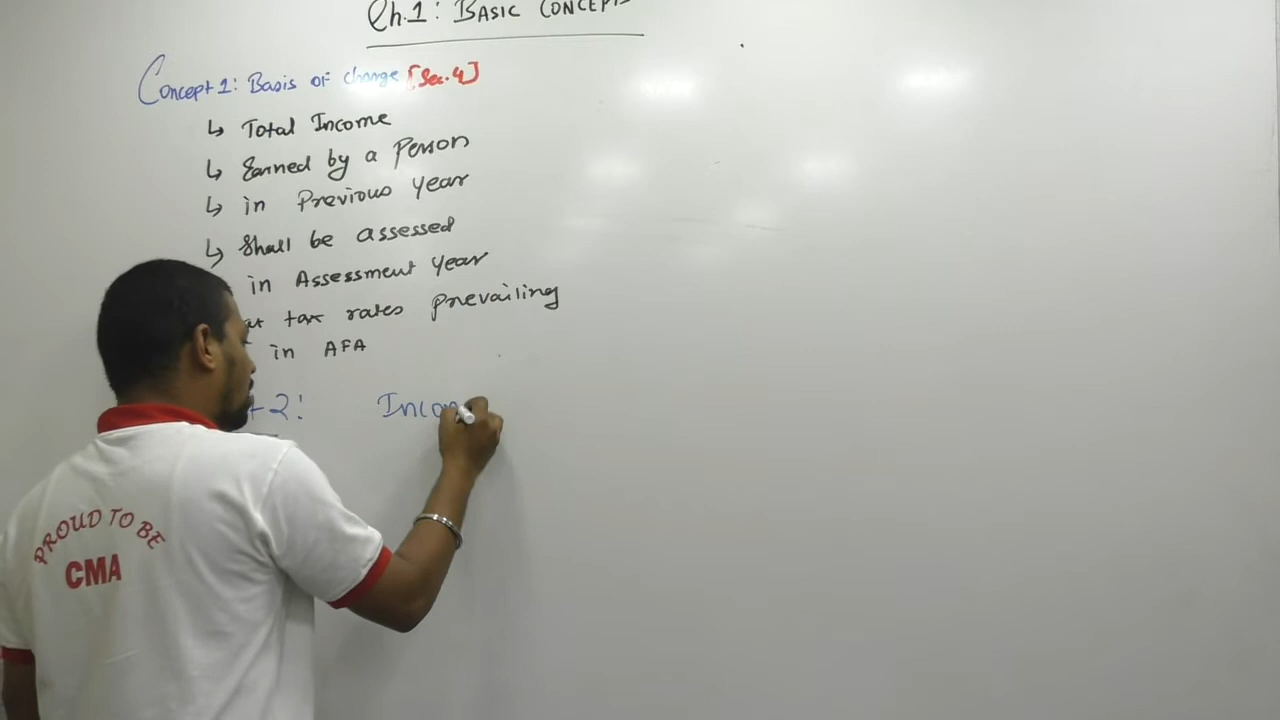 Ch.1: BASIC CONCEPTS
Concept 1: Basis of charge [Sec.4]
↳ Total Income
↳ Earned by a Person
↳ in Previous year
↳ Shall be assessed
in Assessment year
at tax rates prevailing
in AFA
t 2: Incom
PROUD TO BE
CMA